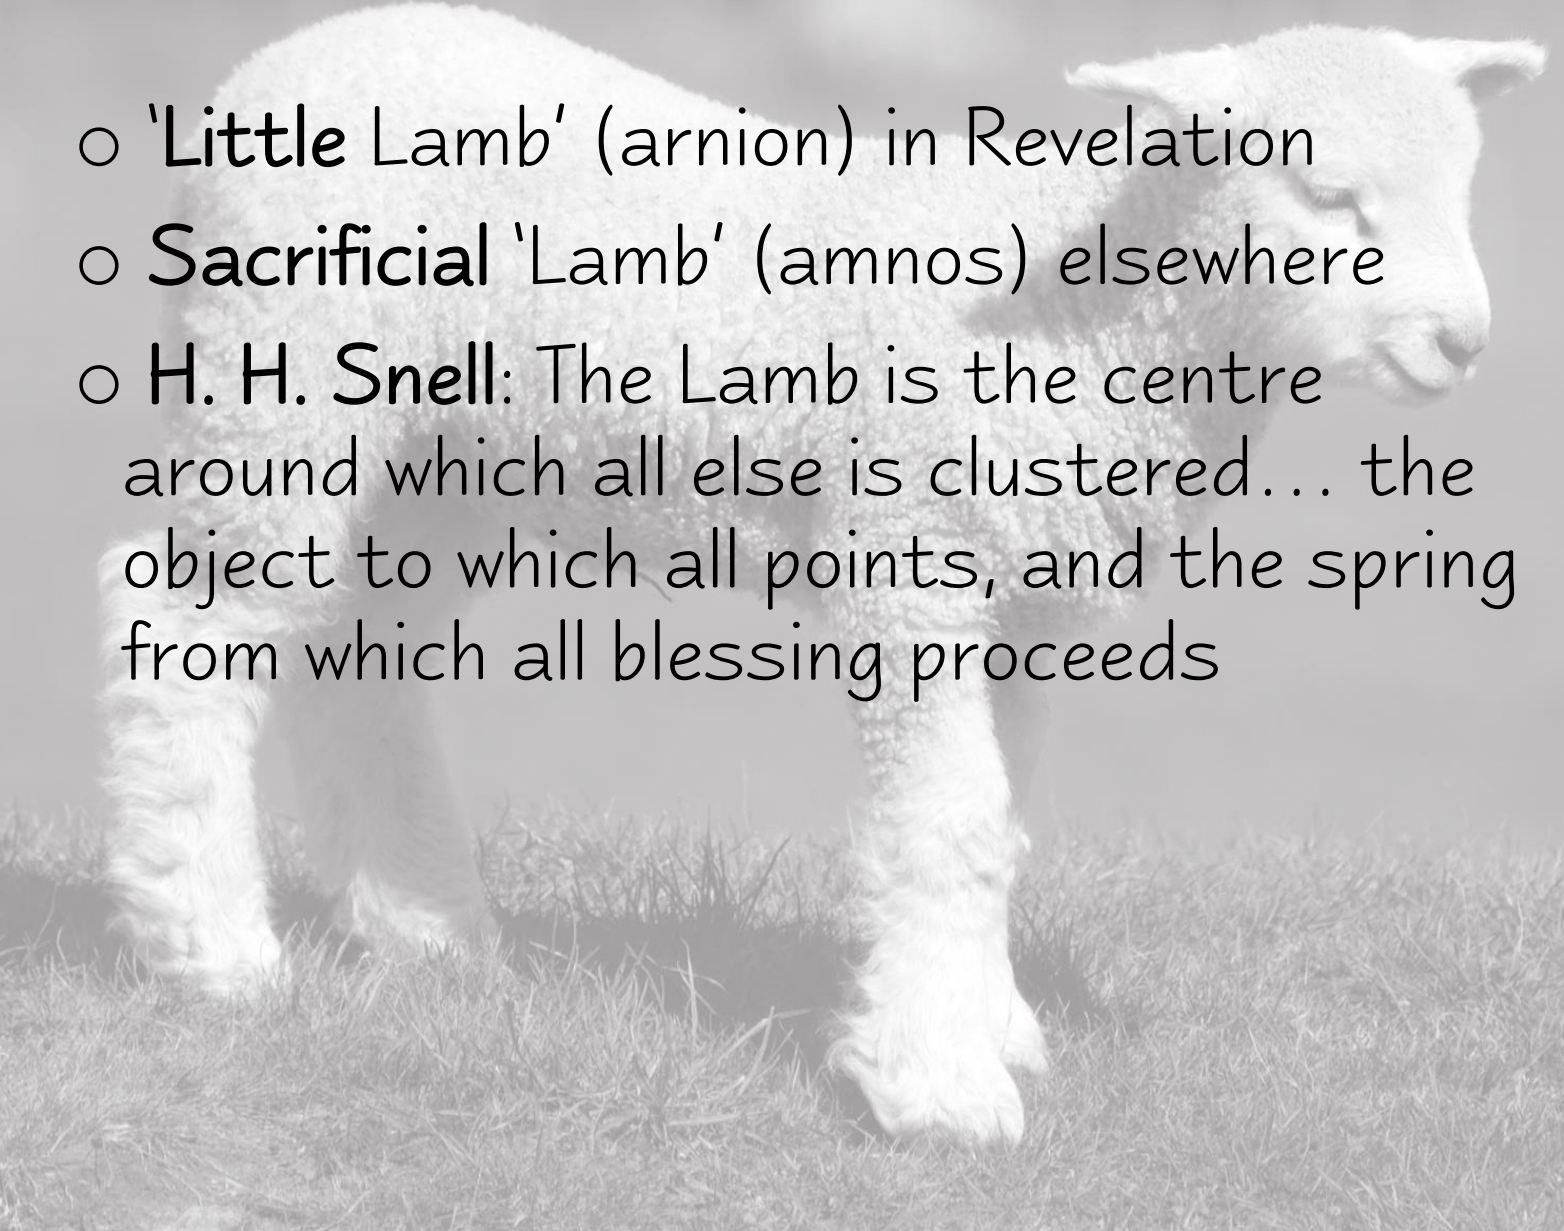 ○ ‘Little Lamb’ (arnion) in Revelation
○ Sacrificial ‘Lamb’ (amnos) elsewhere
○ H. H. Snell: The Lamb is the centre
around which all else is clustered… the
object to which all points, and the spring
from which all blessing proceeds